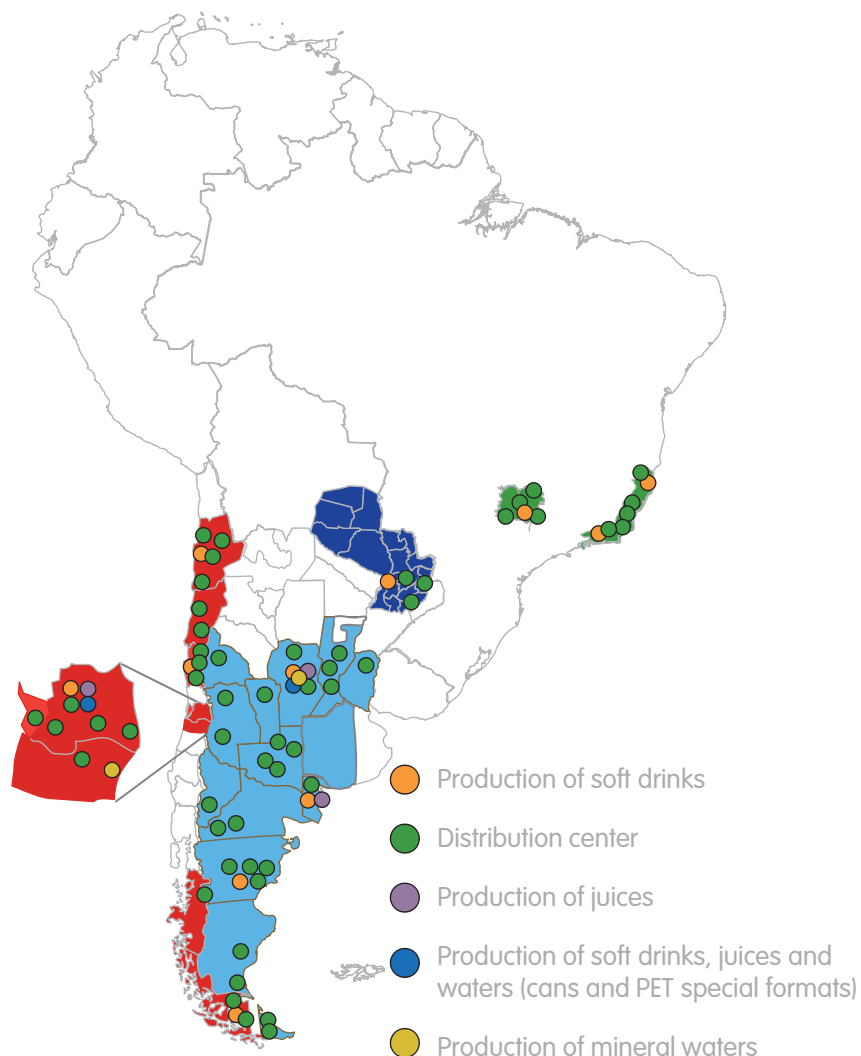 Production of soft drinks
Distribution center
Production of juices
Production of soft drinks, juices and
waters (cans and PET special formats)
Production of mineral waters